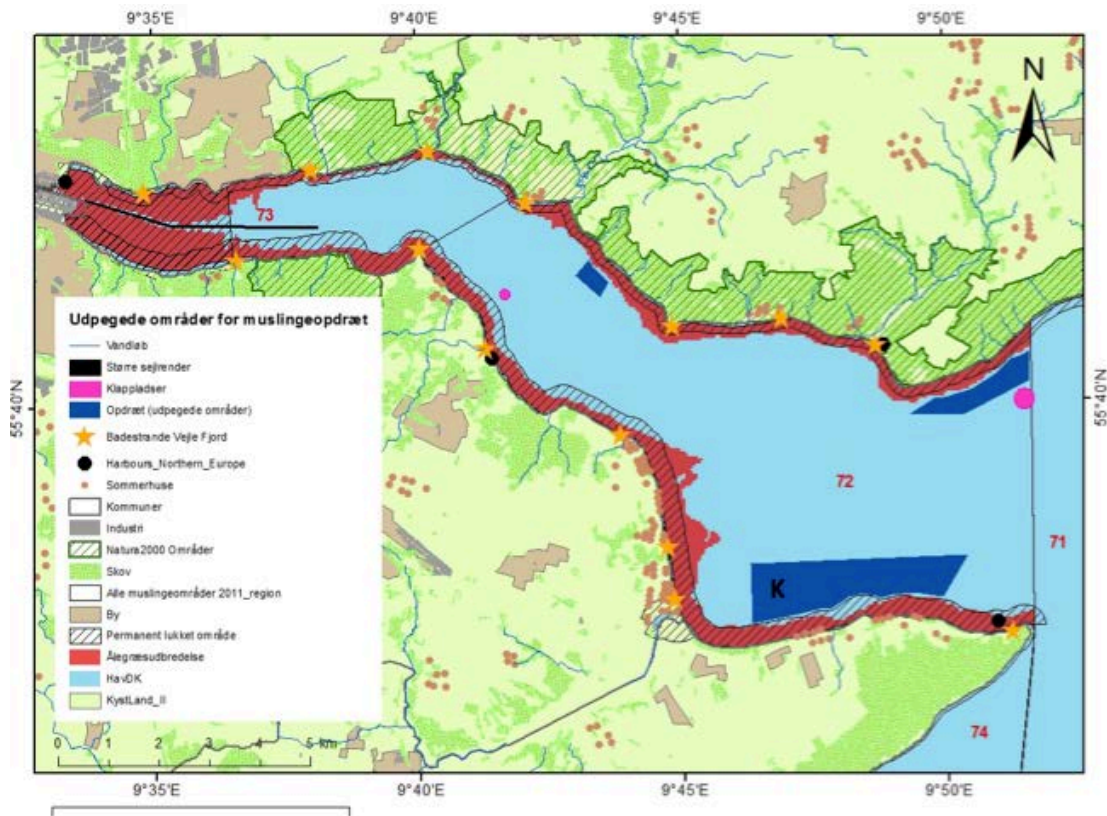 9°35'E
9°40'E
9°45'E
9°50'E
N
73
55°40'N
55°40'N
72
71
K
74
Udpegede områder for muslingeopdræt
Vandløb
Større sejlrender
Klappladser
Opdræt (udpegede områder)
Badestrande Vejle Fjord
Harbours_Northern_Europe
Sommerhuse
Kommuner
Industri
Natura2000 Områder
Skov
Alle muslingeområder 2011_region
By
Permanent lukket område
Ålegræsudbredelse
HavDK
KystLand_II
0 1 2 3 4 5 km
9°35'E
9°40'E
9°45'E
9°50'E